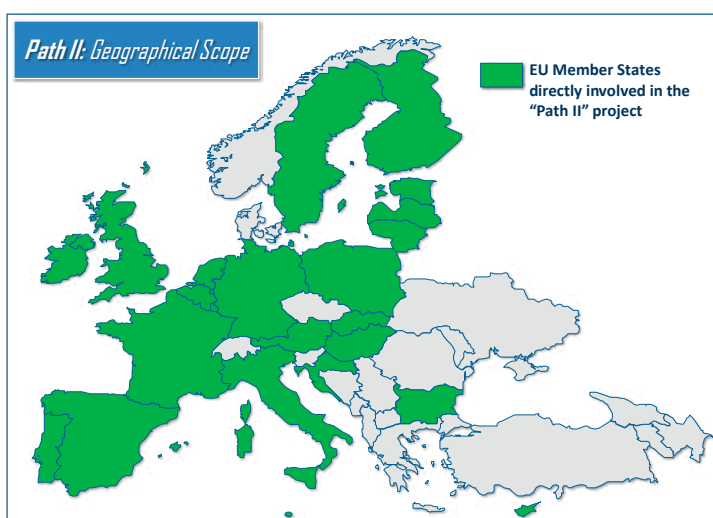 Path II: Geographical Scope
EU Member States
directly involved in the
“Path II” project